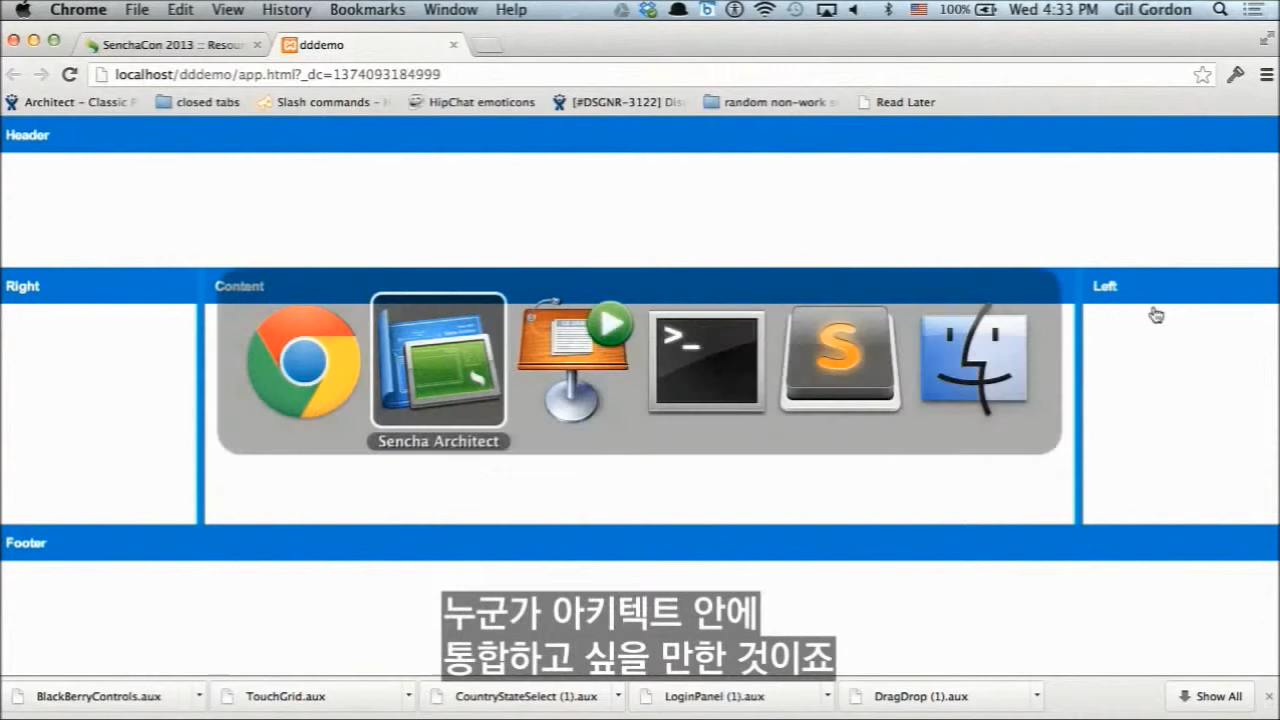 Chrome File Edit View History Bookmarks Window Help 100% Wed 4:33 PM Gil Gordon
SenchaCon 2013 :: Resou dddemo
localhost/dddemo/app.html?_dc=1374093184999
Architect - Classic closed tabs Slash commands - HipChat emoticons [#DSGNR-3122] Dis random non-work Read Later
Header
Right Content Left
Sencha Architect
Footer
누군가 아키텍트 안에
통합하고 싶을 만한 것이죠
BlackBerryControls.aux TouchGrid.aux CountryStateSelect (1).aux LoginPanel (1).aux DragDrop (1).aux Show All